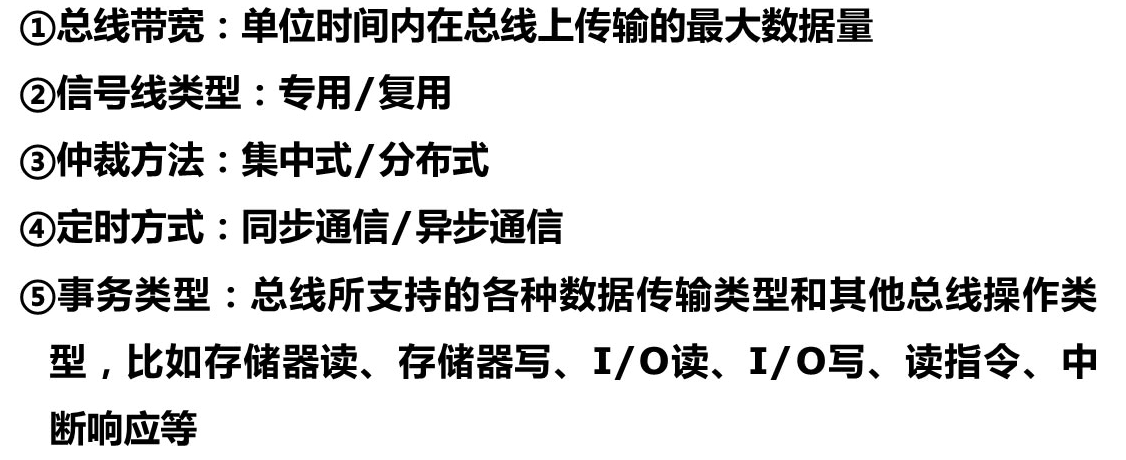 ①总线带宽：单位时间内在总线上传输的最大数据量
②信号线类型：专用/复用
③仲裁方法：集中式/分布式
④定时方式：同步通信/异步通信
⑤事务类型：总线所支持的各种数据传输类型和其他总线操作类
型，比如存储器读、存储器写、I/O读、I/O写、读指令、中
断响应等